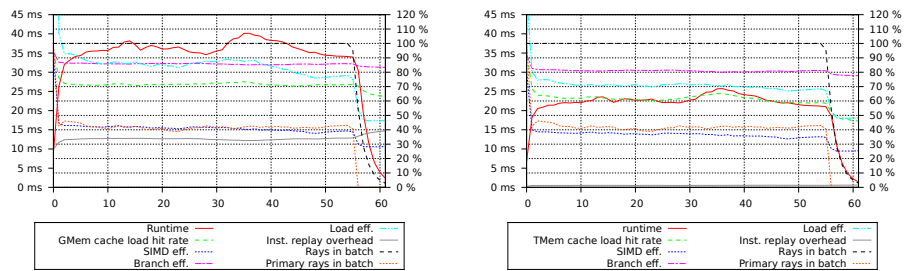 45 ms 120 % 45 ms 120 %
40 ms 110 % 40 ms 110 %
35 ms 100 % 35 ms 100 %
30 ms 90 % 30 ms 90 %
25 ms 80 % 25 ms 80 %
20 ms 70 % 20 ms 70 %
15 ms 60 % 15 ms 60 %
10 ms 50 % 10 ms 50 %
5 ms 40 % 5 ms 40 %
0 ms 30 % 0 ms 30 %
20 % 20 %
10 % 10 %
0 % 0 %
0 10 20 30 40 50 60 0 10 20 30 40 50 60
Runtime Load eff. runtime Load eff.
GMem cache load hit rate Inst. replay overhead TMem cache load hit rate Inst. replay overhead
SIMD eff. Rays in batch SIMD eff. Rays in batch
Branch eff. Primary rays in batch Branch eff. Primary rays in batch